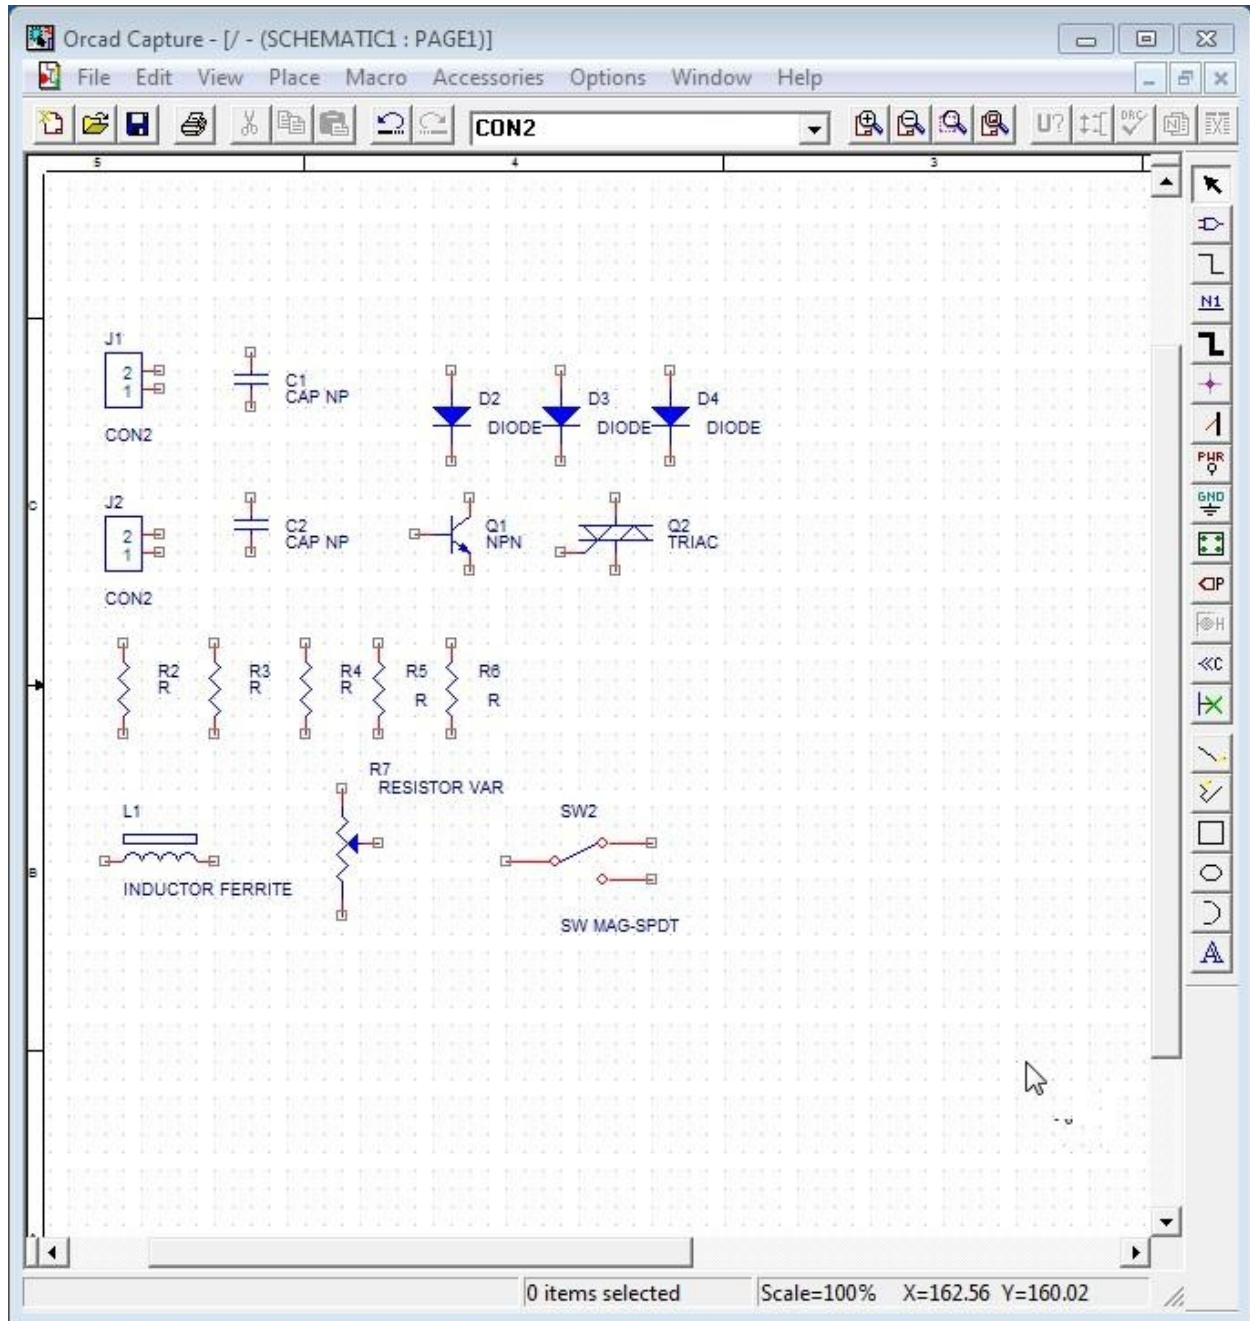 Orcad Capture - [/ - (SCHEMATIC1 : PAGE1)]
File Edit View Place Macro Accessories Options Window Help
CON2 U? DRC
5 4 3
N1
J1
2
1
CON2
C1
CAP NP
D2 D3 D4
DIODE DIODE DIODE
PWR
C
J2
2
1
CON2
C2
CAP NP
Q1
NPN
Q2
TRIAC
GND
P
H
R2 R3 R4 R5 R6
R R R R R
«C
R7
RESISTOR VAR
L1
SW2
B
INDUCTOR FERRITE
SW MAG-SPDT
A
0 items selected Scale=100% X=162.56 Y=160.02